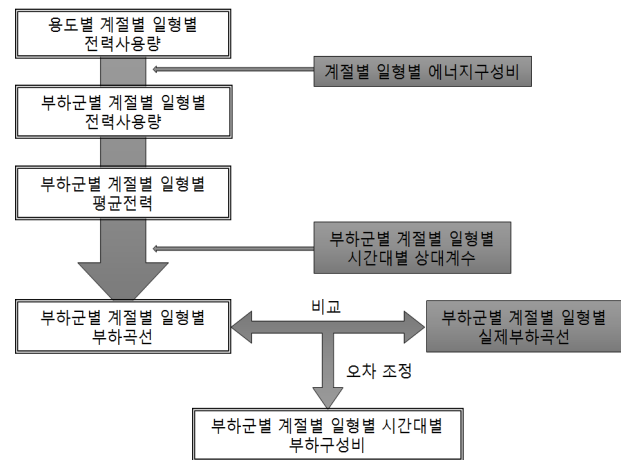 용도별 계절별 일형별
전력사용량
계절별 일형별 에너지구성비
부하군별 계절별 일형별
전력사용량
부하군별 계절별 일형별
평균전력
부하군별 계절별 일형별
시간대별 상대계수
부하군별 계절별 일형별
부하곡선
비교
부하군별 계절별 일형별
실제부하곡선
오차 조정
부하군별 계절별 일형별 시간대별
부하구성비